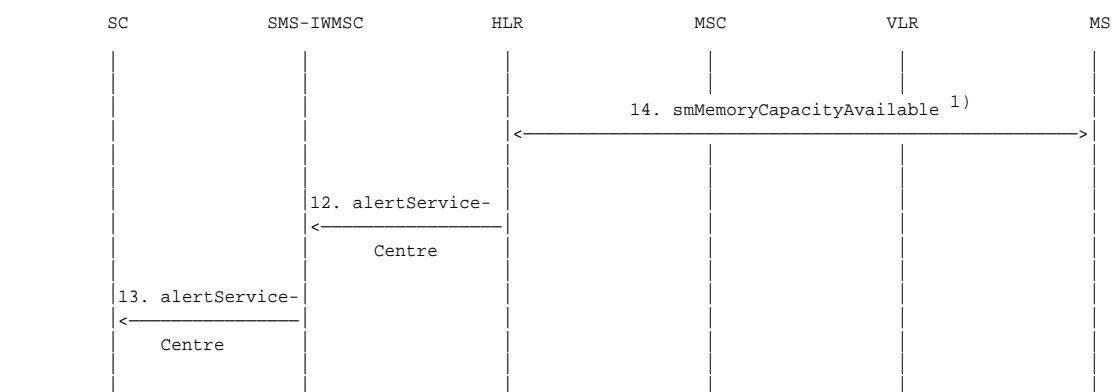 SC SMS-IWMSC HLR MSC VLR MS
14. smMemoryCapacityAvailable 1)
12. alertService-
Centre
13. alertService-
Centre